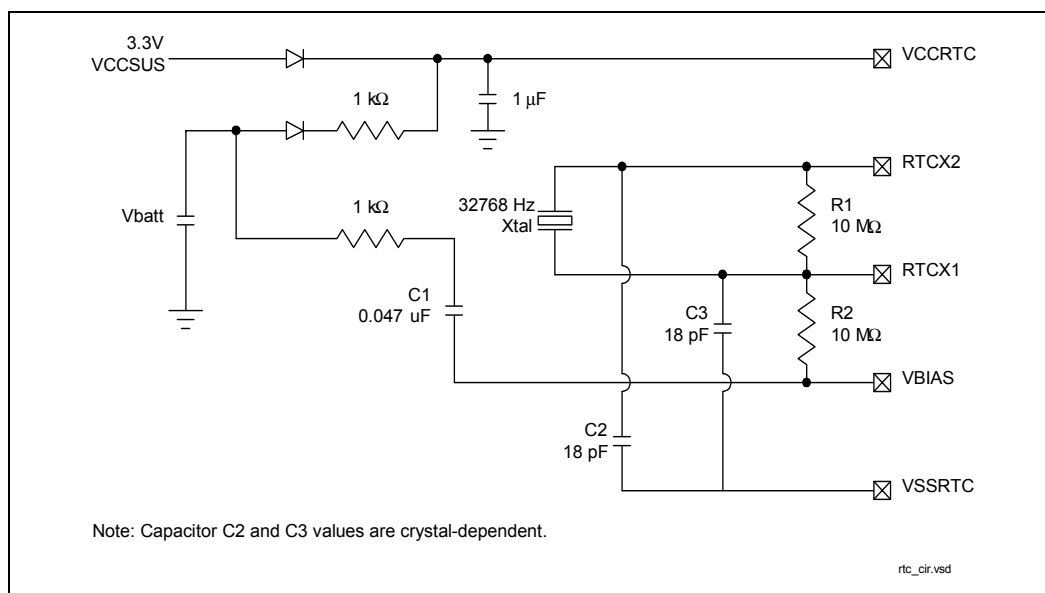 3.3V
VCCSUS
VCCRTC
1 kΩ
1 μF
RTCX2
Vbatt
1 kΩ
32768 Hz
Xtal
R1
10 MΩ
RTCX1
C1
0.047 uF
C3
18 pF
R2
10 MΩ
VBIAS
C2
18 pF
VSSRTC
Note: Capacitor C2 and C3 values are crystal-dependent.
rtc_cir.vsd